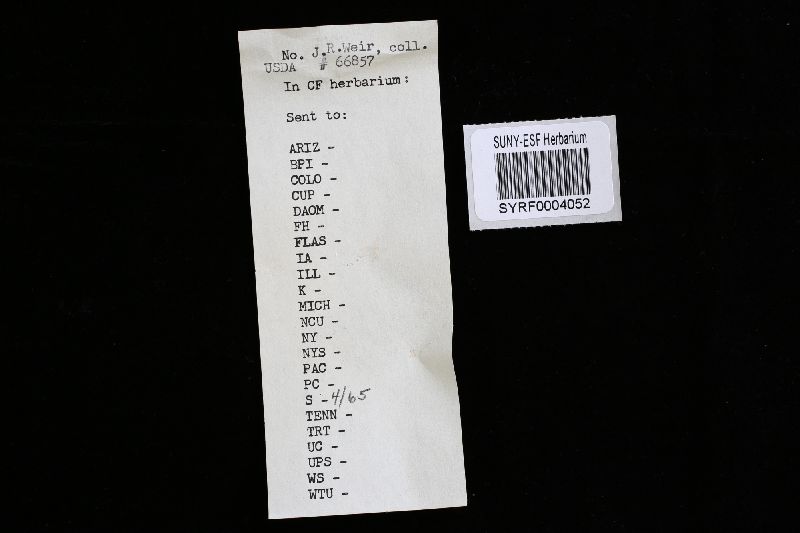 No. J.R.Weir, coll.
USDA # 66857
In CF herbarium:
Sent to:
ARIZ -
BPI -
COLO -
CUP -
DAOM -
FH -
FLAS -
IA -
ILL -
K -
MICH -
NCU -
NY -
NYS -
PAC -
PC -
S - 4/65
TENN -
TRT -
UC -
UPS -
WS -
WTU -
SUNY-ESF Herbarium
SYRF0004052